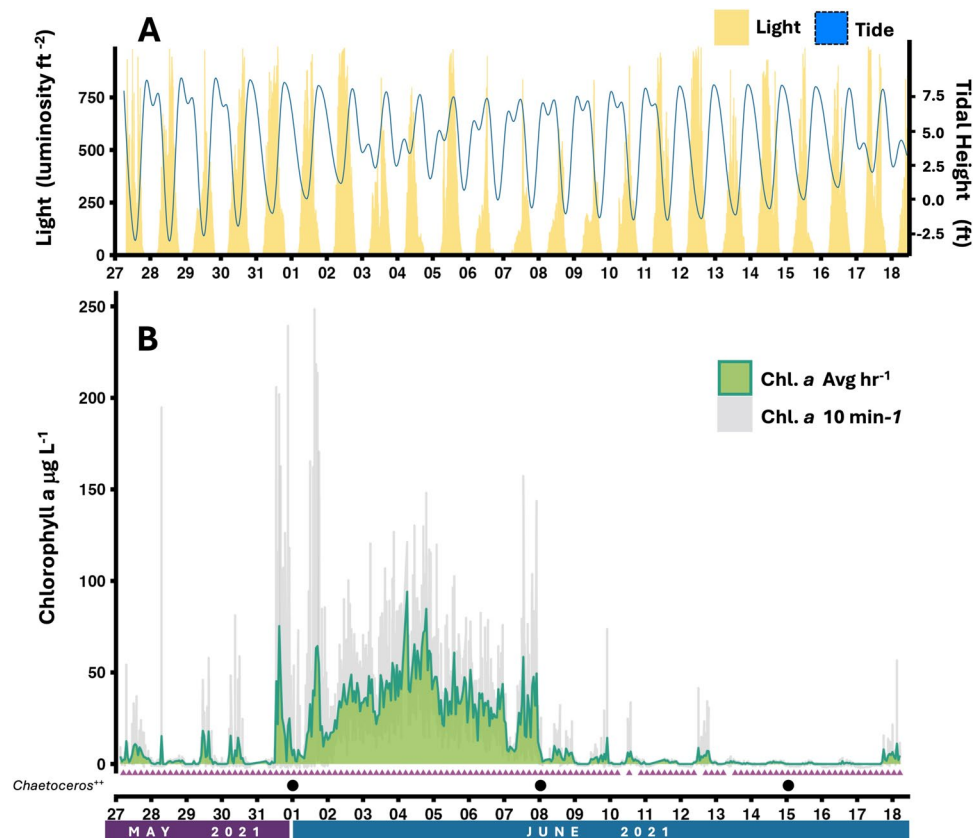 A
Light
Tide
Light (luminosity ft -2)
750
500
250
0
Tidal Height (ft)
7.5
5.0
2.5
0.0
-2.5
27 28 29 30 31 01 02 03 04 05 06 07 08 09 10 11 12 13 14 15 16 17 18
B
Chl. a Avg hr-1
Chl. a 10 min-1
Chlorophyll a µg L-1
250
200
150
100
50
0
Chaetoceros++
27 28 29 30 31 01 02 03 04 05 06 07 08 09 10 11 12 13 14 15 16 17 18
MAY 2021 JUNE 2021